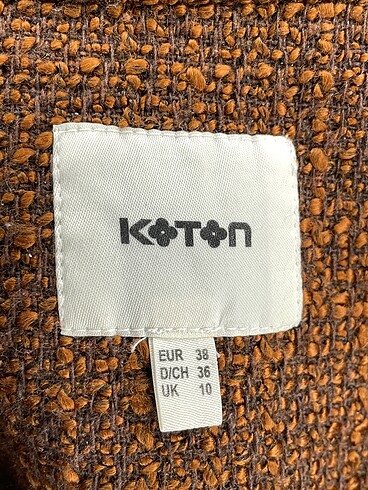 KOTON
EUR 38
D/CH 36
UK 10